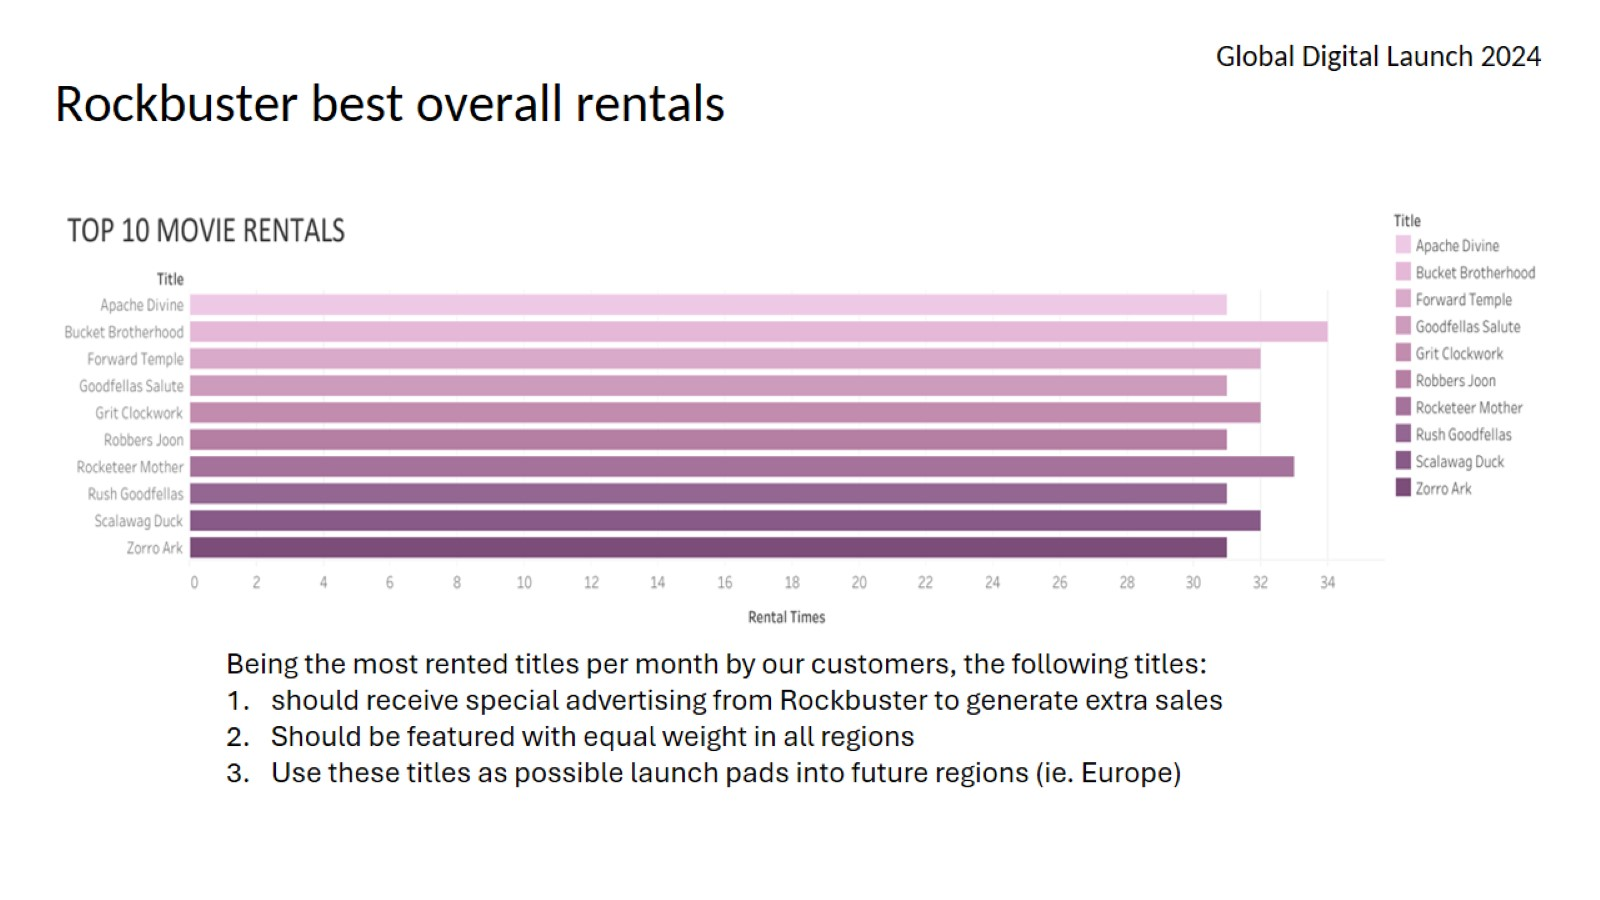 Global Digital Launch 2024
Rockbuster best overall rentals
TOP 10 MOVIE RENTALS
Title
Apache Divine
Bucket Brotherhood
Forward Temple
Goodfellas Salute
Grit Clockwork
Robbers Joon
Rocketeer Mother
Rush Goodfellas
Scalawag Duck
Zorro Ark
0 2 4 6 8 10 12 14 16 18 20 22 24 26 28 30 32 34
Rental Times
Title
Apache Divine
Bucket Brotherhood
Forward Temple
Goodfellas Salute
Grit Clockwork
Robbers Joon
Rocketeer Mother
Rush Goodfellas
Scalawag Duck
Zorro Ark
Being the most rented titles per month by our customers, the following titles:
1. should receive special advertising from Rockbuster to generate extra sales
2. Should be featured with equal weight in all regions
3. Use these titles as possible launch pads into future regions (ie. Europe)